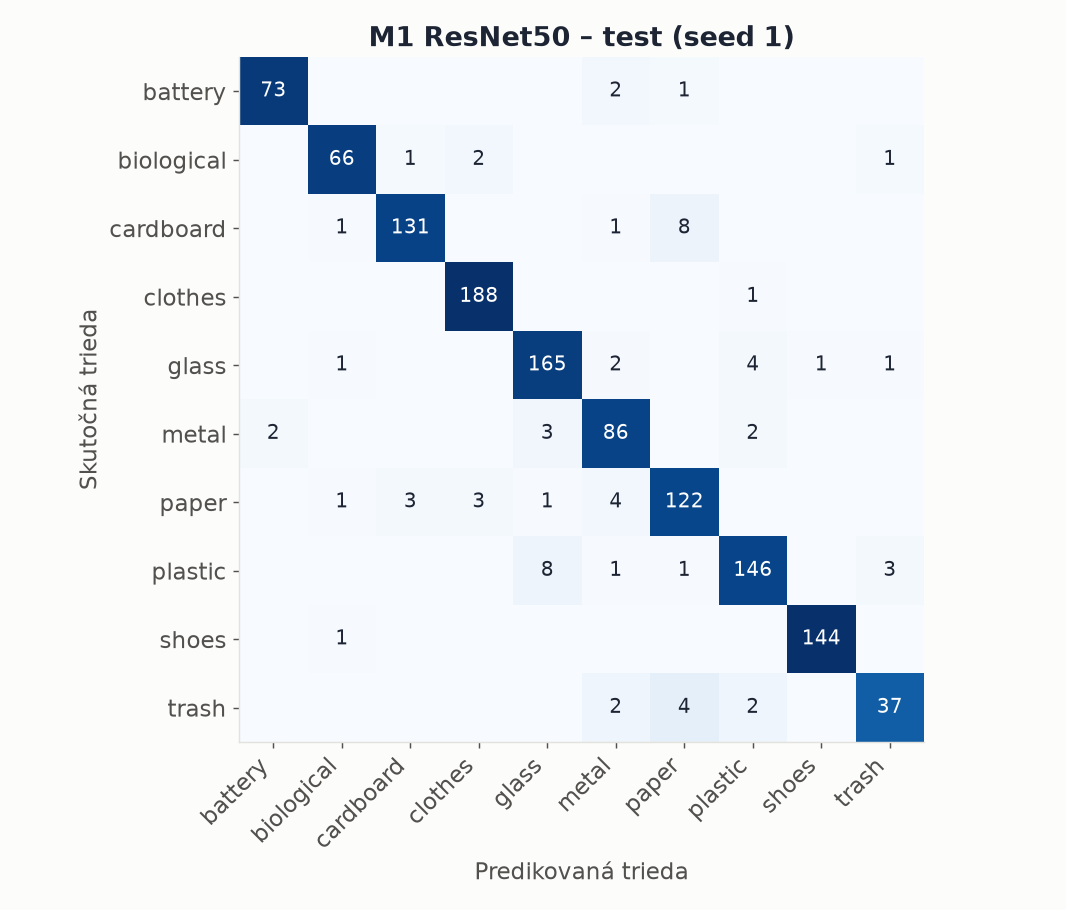 M1 ResNet50 – test (seed 1)
Skutočná trieda
battery 73 2 1
biological 66 1 2 1
cardboard 1 131 1 8
clothes 188 1
glass 1 165 2 4 1 1
metal 2 3 86 2
paper 1 3 3 1 4 122
plastic 8 1 1 146 3
shoes 1 144
trash 2 4 2 37
battery biological cardboard clothes glass metal paper plastic shoes trash
Predikovaná trieda